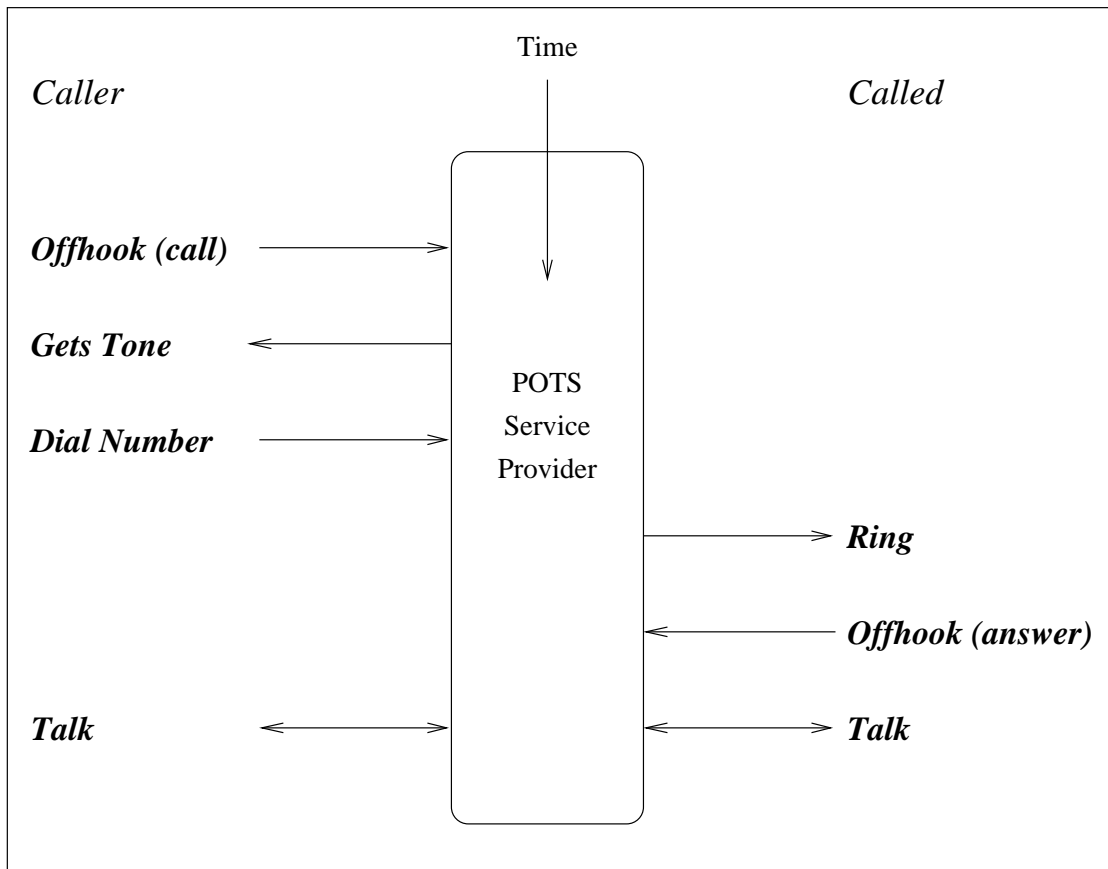 Time
Caller
Called
Offhook (call)
Gets Tone
POTS
Service
Provider
Dial Number
Ring
Offhook (answer)
Talk
Talk